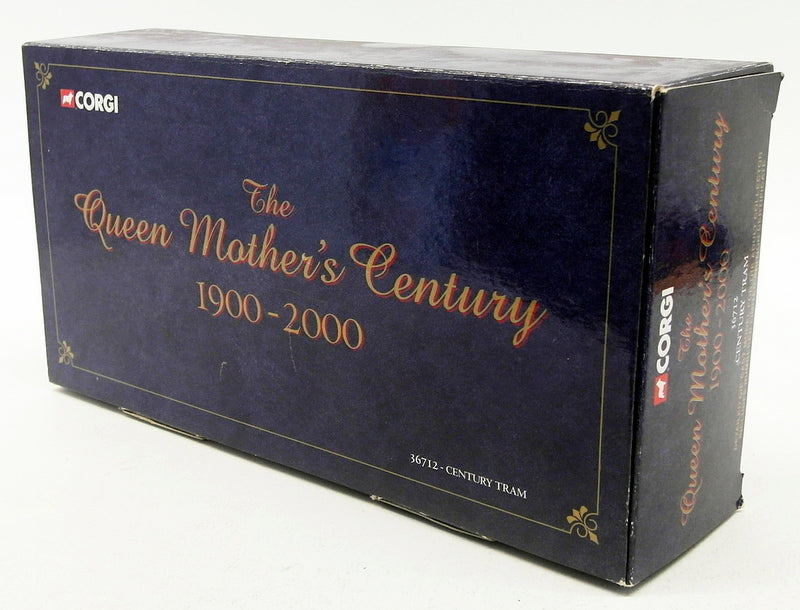 CORGI
The
Queen Mother's Century
1900-2000
36712 - CENTURY TRAM
CORGI
The
Queen Mother's Century
1900-2000
36712
CENTURY TRAM